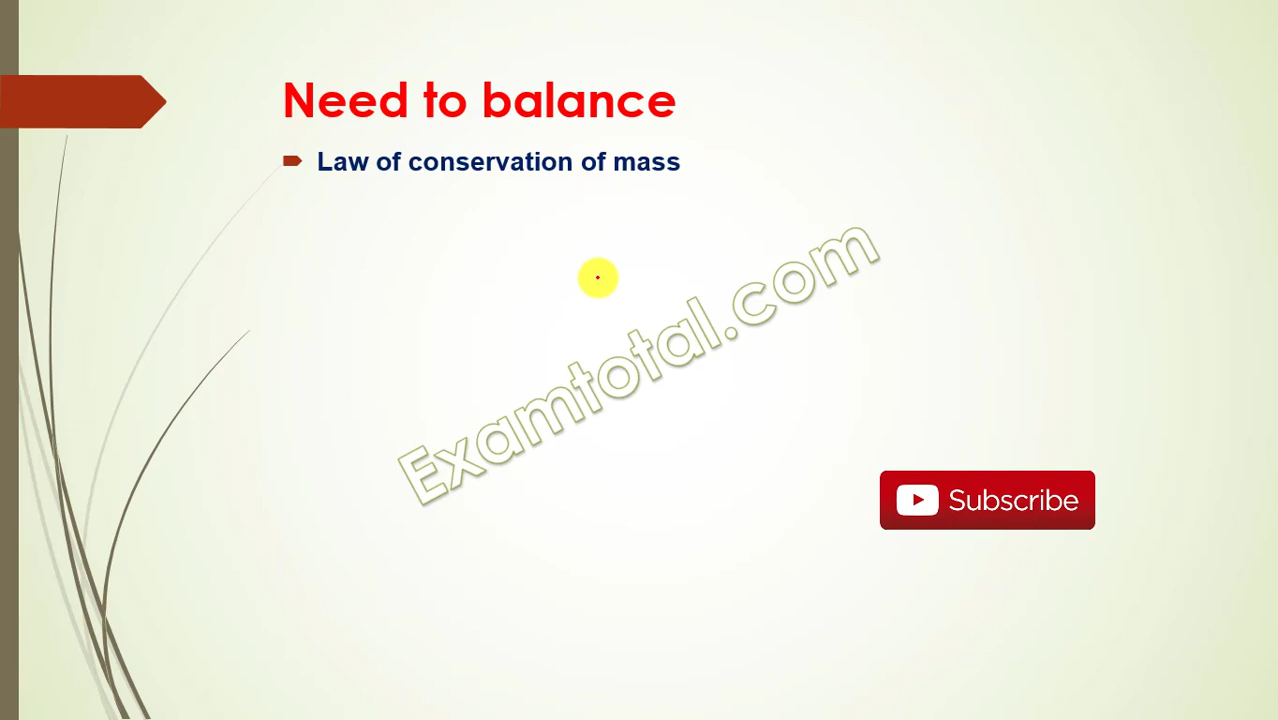 Need to balance
Law of conservation of mass
Examtotal.com
Subscribe